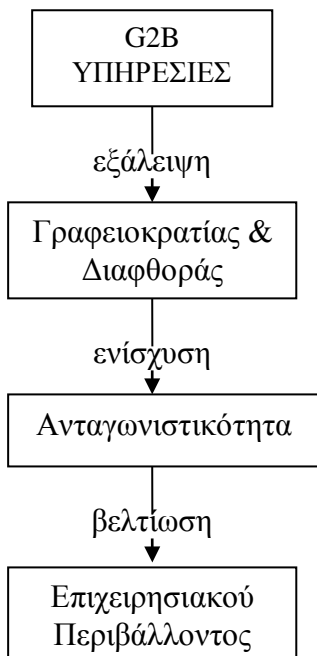 G2B
ΥΠΗΡΕΣΙΕΣ
εξάλειψη
Γραφειοκρατίας &
Διαφθοράς
ενίσχυση
Ανταγωνιστικότητα
βελτίωση
Επιχειρησιακού
Περιβάλλοντος